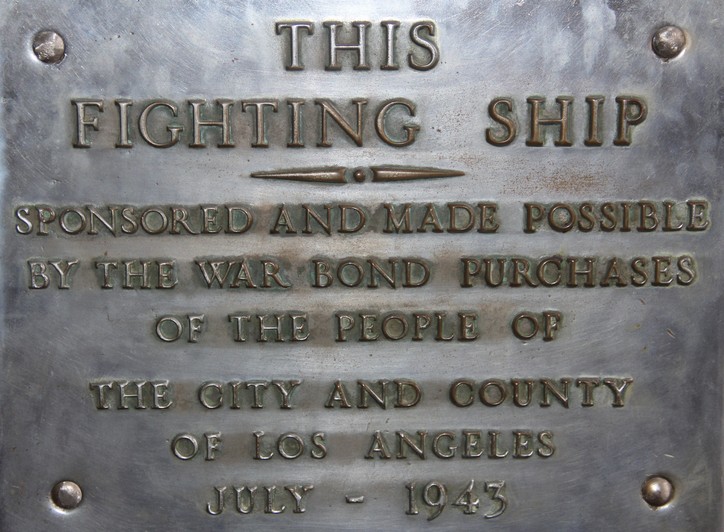 THIS
FIGHTING SHIP
SPONSORED AND MADE POSSIBLE
BY THE WAR BOND PURCHASES
OF THE PEOPLE OF
THE CITY AND COUNTY
OF LOS ANGELES
JULY - 1943